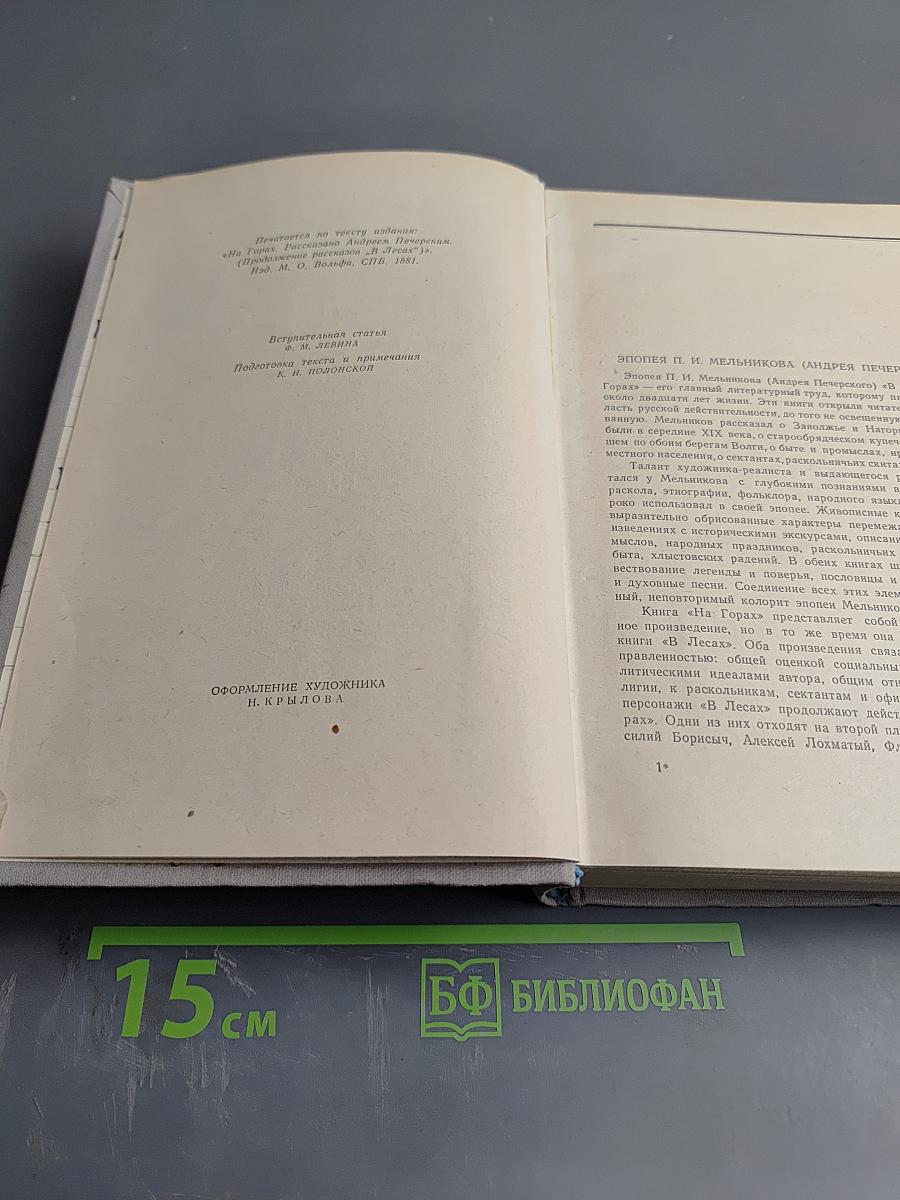 Печатается по тексту издания:
«На Горах. Рассказано Андреем Печерским.
(Продолжение рассказов „В Лесах“)».
Изд. М. О. Вольфа, СПБ, 1881.
Вступительная статья
Ф. М. ЛЕВИНА
Подготовка текста и примечания
К. Н. ПОЛОНСКОЙ
ОФОРМЛЕНИЕ ХУДОЖНИКА
Н. КРЫЛОВА
ЭПОПЕЯ П. И. МЕЛЬНИКОВА (АНДРЕЯ ПЕЧЕР
Эпопея П. И. Мельникова (Андрея Печерского) «В
Горах» — его главный литературный труд, которому пи
около двадцати лет жизни. Эти книги открыли читате
ласть русской действительности, до того не освещенную
ванную. Мельников рассказал о Заволжье и Нагор
были в середине XIX века, о старообрядческом купеч
шем по обоим берегам Волги, о быте и промыслах, нр
местного населения, о сектантах, раскольничьих скитах
Талант художника-реалиста и выдающегося р
тался у Мельникова с глубокими познаниями в
раскола, этнографии, фольклора, народного языка
роко использовал в своей эпопее. Живописные к
выразительно обрисованные характеры перемежа
изведениях с историческими экскурсами, описани
мыслов, народных праздников, раскольничьих
быта, хлыстовских радений. В обеих книгах ш
вествование легенды и поверья, пословицы и
и духовные песни. Соединение всех этих элем
ный, неповторимый колорит эпопеи Мельнико
Книга «На Горах» представляет собой
ное произведение, но в то же время она
книги «В Лесах». Оба произведения связа
правленностью: общей оценкой социальны
литическими идеалами автора, общим отн
лигии, к раскольникам, сектантам и офи
персонажи «В Лесах» продолжают дейст
рах». Одни из них отходят на второй пл
силий Борисыч, Алексей Лохматый, Фл
1*
15 см
БФ БИБЛИОФАН